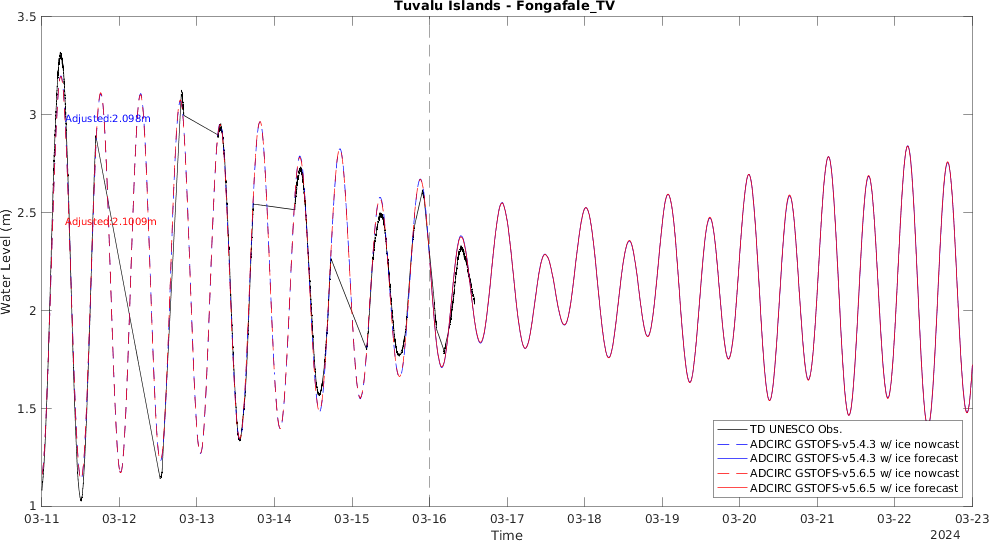 Tuvalu Islands - Fongafale_TV
3.5
3
2.5
2
1.5
1
Water Level (m)
Adjusted:2.098m
Adjusted:2.1009m
TD UNESCO Obs.
ADCIRC GSTOFS-v5.4.3 w/ ice nowcast
ADCIRC GSTOFS-v5.4.3 w/ ice forecast
ADCIRC GSTOFS-v5.6.5 w/ ice nowcast
ADCIRC GSTOFS-v5.6.5 w/ ice forecast
03-11 03-12 03-13 03-14 03-15 03-16 03-17 03-18 03-19 03-20 03-21 03-22 03-23
Time
2024